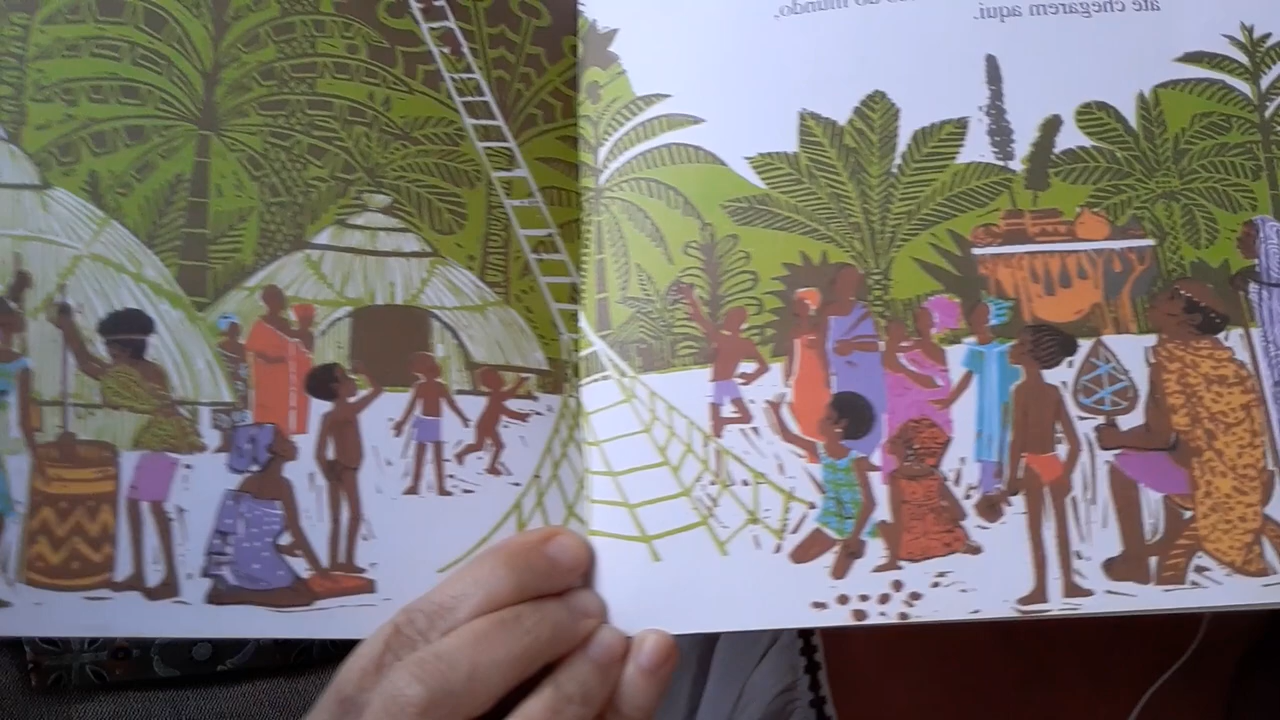 do mundo,
até chegarem aqui.